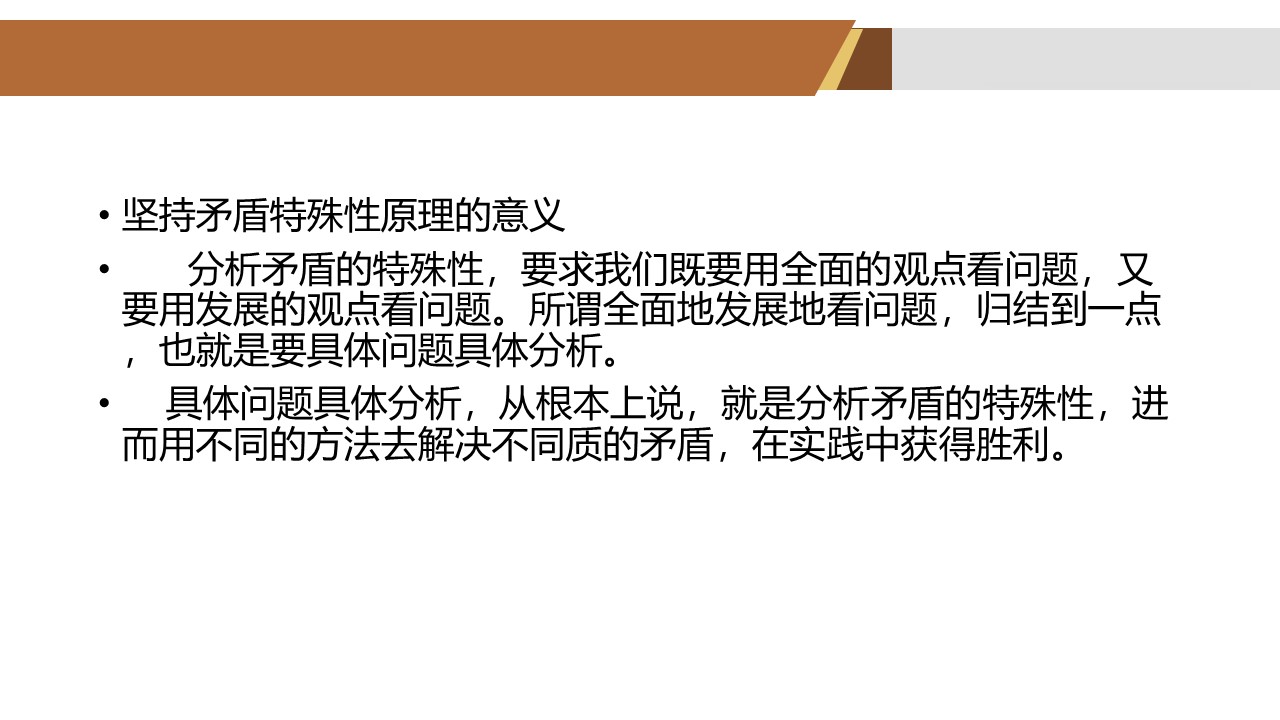 • 坚持矛盾特殊性原理的意义
• 分析矛盾的特殊性，要求我们既要用全面的观点看问题，又
要用发展的观点看问题。所谓全面地发展地看问题，归结到一点
，也就是要具体问题具体分析。
• 具体问题具体分析，从根本上说，就是分析矛盾的特殊性，进
而用不同的方法去解决不同质的矛盾，在实践中获得胜利。